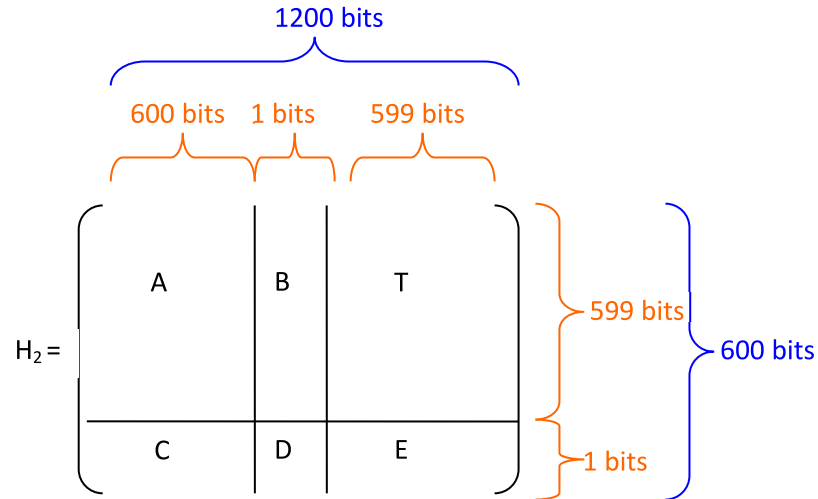 1200 bits
600 bits 1 bits 599 bits
A B T
599 bits
H₂ =
600 bits
C D E
1 bits